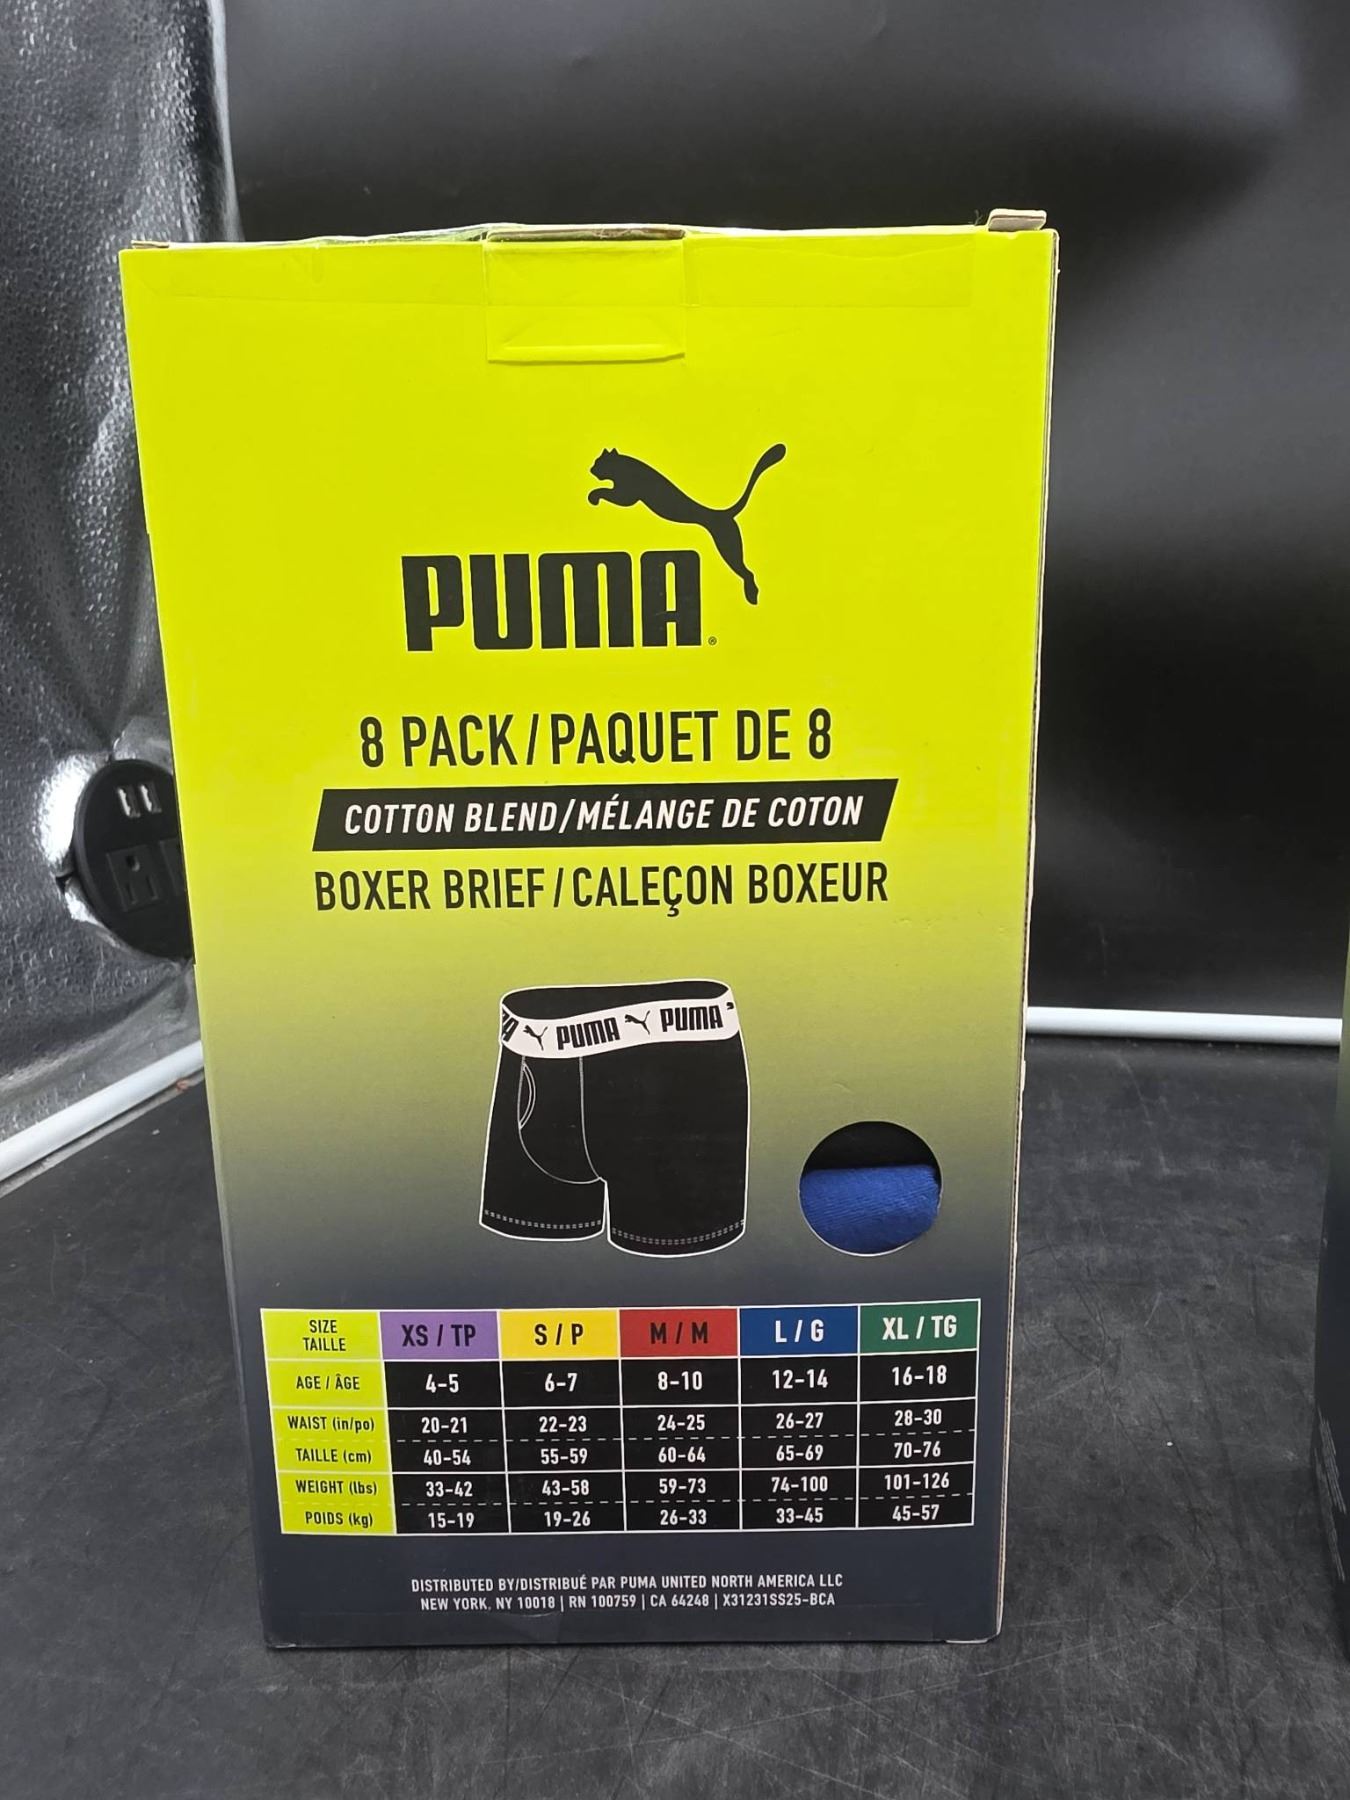 PUMA®
8 PACK/PAQUET DE 8
COTTON BLEND/MÉLANGE DE COTON
BOXER BRIEF/CALEÇON BOXEUR
PUMA PUMA
SIZE TAILLE XS / TP S / P M / M L / G XL / TG
AGE / ÂGE 4-5 6-7 8-10 12-14 16-18
WAIST (in/po) 20-21 22-23 24-25 26-27 28-30
TAILLE (cm) 40-54 55-59 60-64 65-69 70-76
WEIGHT (lbs) 33-42 43-58 59-73 74-100 101-126
POIDS (kg) 15-19 19-26 26-33 33-45 45-57
DISTRIBUTED BY/DISTRIBUÉ PAR PUMA UNITED NORTH AMERICA LLC
NEW YORK, NY 10018 | RN 100759 | CA 64248 | X31231SS25-BCA